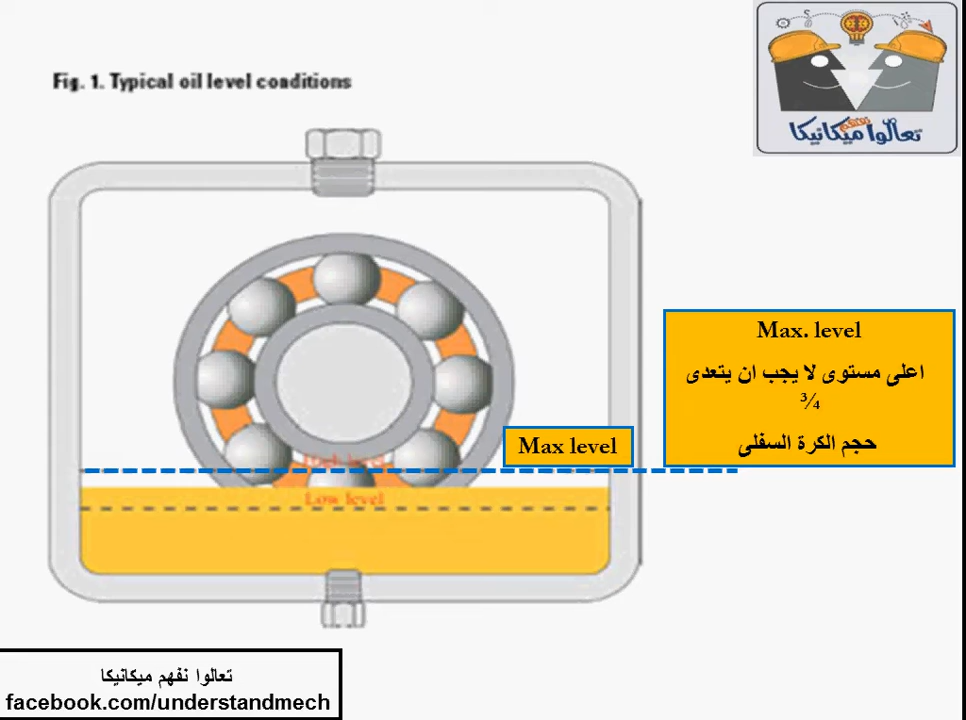 Fig. 1. Typical oil level conditions
تعالوا نفهم ميكانيكا
Max. level
اعلى مستوى لا يجب ان يتعدى
¾
حجم الكرة السفلى
Max level
High level
Low level
تعالوا نفهم ميكانيكا
facebook.com/understandmech